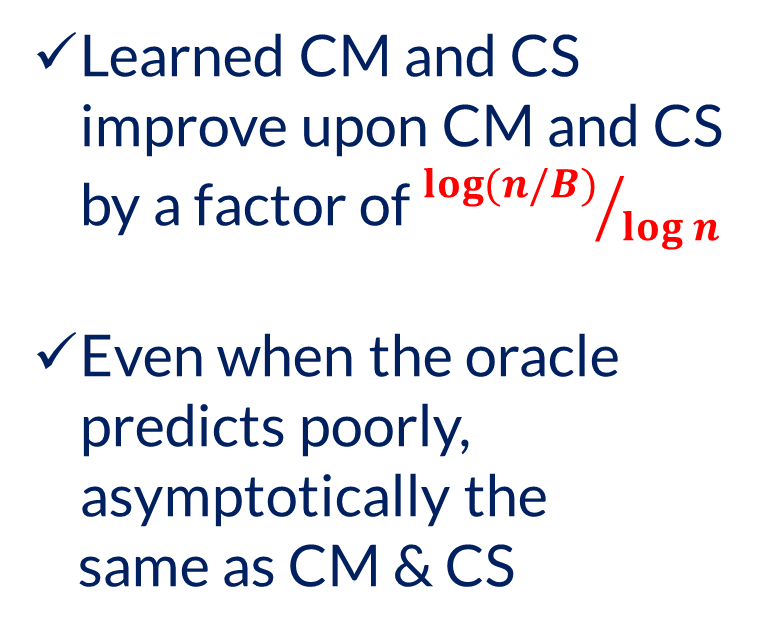 ✓Learned CM and CS
improve upon CM and CS
by a factor of log(n/B)/log n
✓Even when the oracle
predicts poorly,
asymptotically the
same as CM & CS